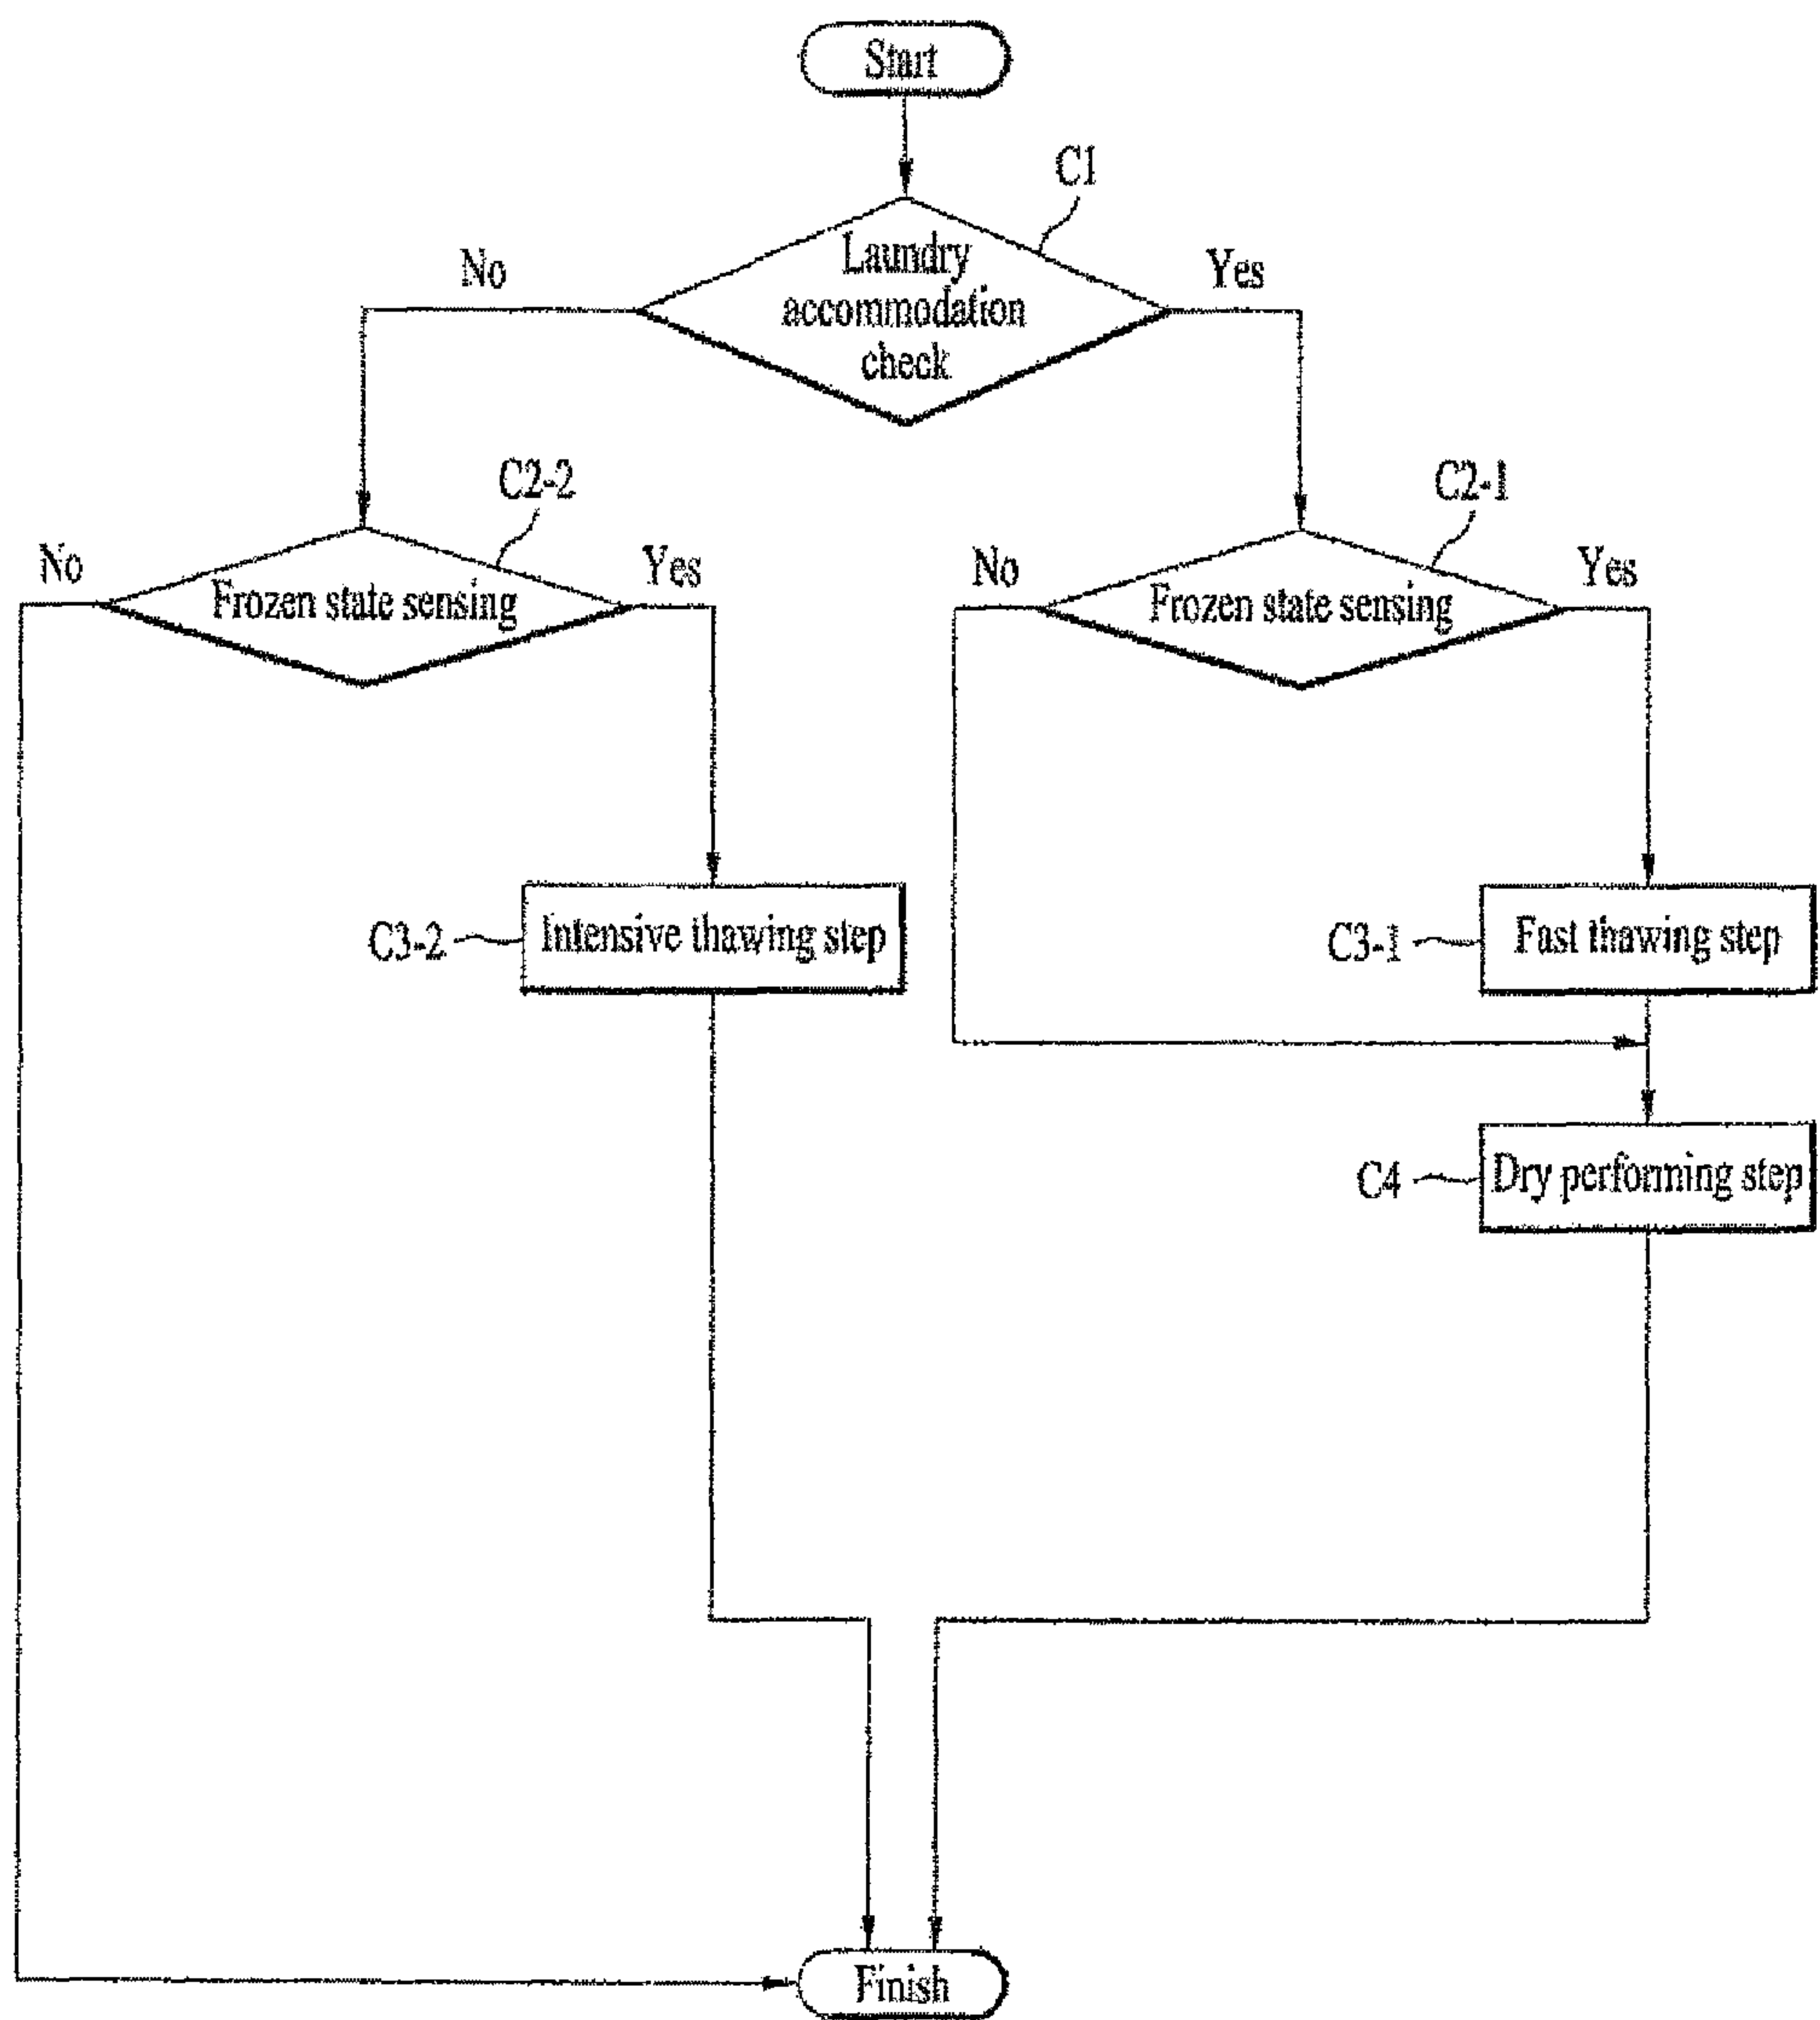 Start
C1
No
Yes
Laundry
accommodation
check
C2-2
C2-1
No
Yes
No
Yes
Frozen state sensing
Frozen state sensing
C3-2
Intensive thawing step
C3-1
Fast thawing step
C4
Dry performing step
Finish